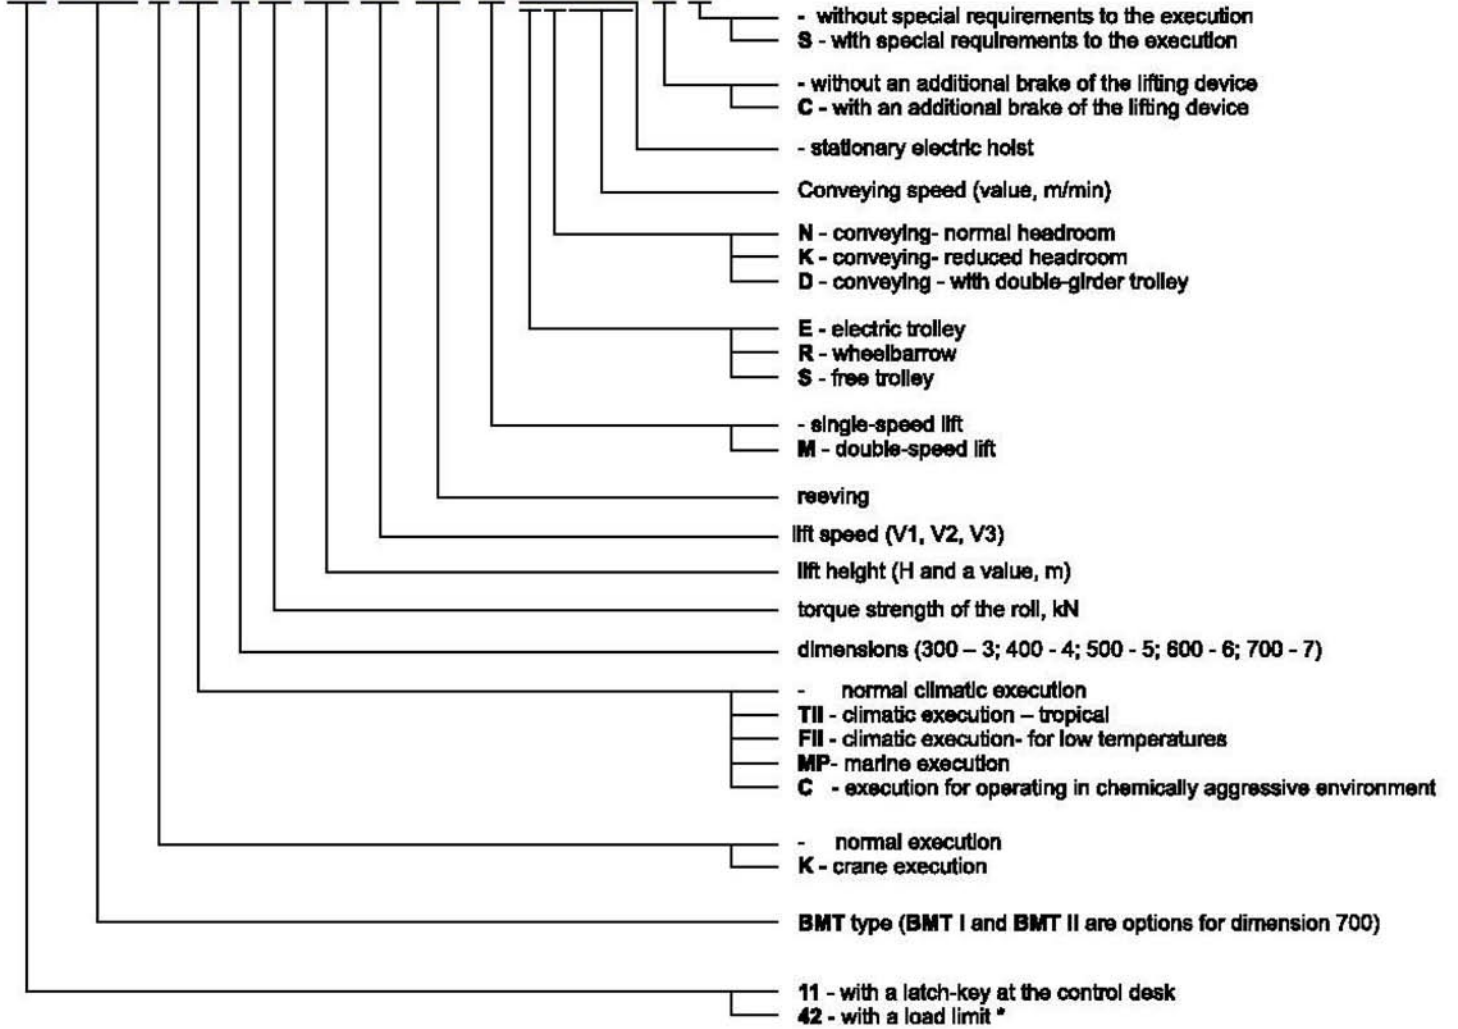 - without special requirements to the execution
S - with special requirements to the execution
- without an additional brake of the lifting device
C - with an additional brake of the lifting device
- stationary electric hoist
Conveying speed (value, m/min)
N - conveying- normal headroom
K - conveying- reduced headroom
D - conveying - with double-girder trolley
E - electric trolley
R - wheelbarrow
S - free trolley
- single-speed lift
M - double-speed lift
reeving
lift speed (V1, V2, V3)
lift height (H and a value, m)
torque strength of the roll, kN
dimensions (300 – 3; 400 - 4; 500 - 5; 600 - 6; 700 - 7)
- normal climatic execution
TII - climatic execution – tropical
FII - climatic execution- for low temperatures
MP- marine execution
C - execution for operating in chemically aggressive environment
- normal execution
K - crane execution
BMT type (BMT I and BMT II are options for dimension 700)
11 - with a latch-key at the control desk
42 - with a load limit *